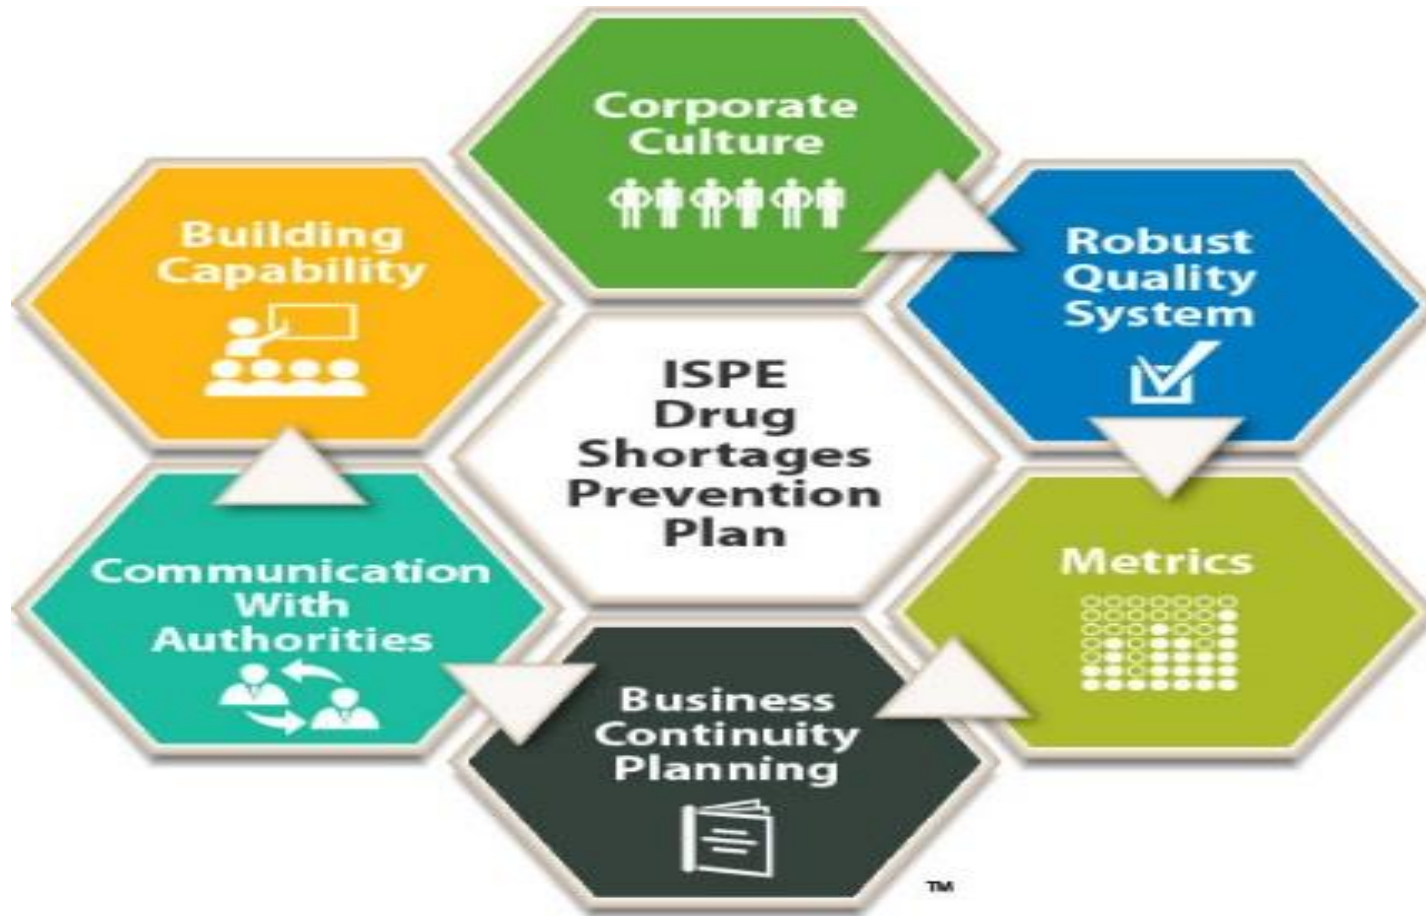 Corporate
Culture
Robust
Quality
System
Metrics
Business
Continuity
Planning
Communication
With
Authorities
Building
Capability
ISPE
Drug
Shortages
Prevention
Plan
TM